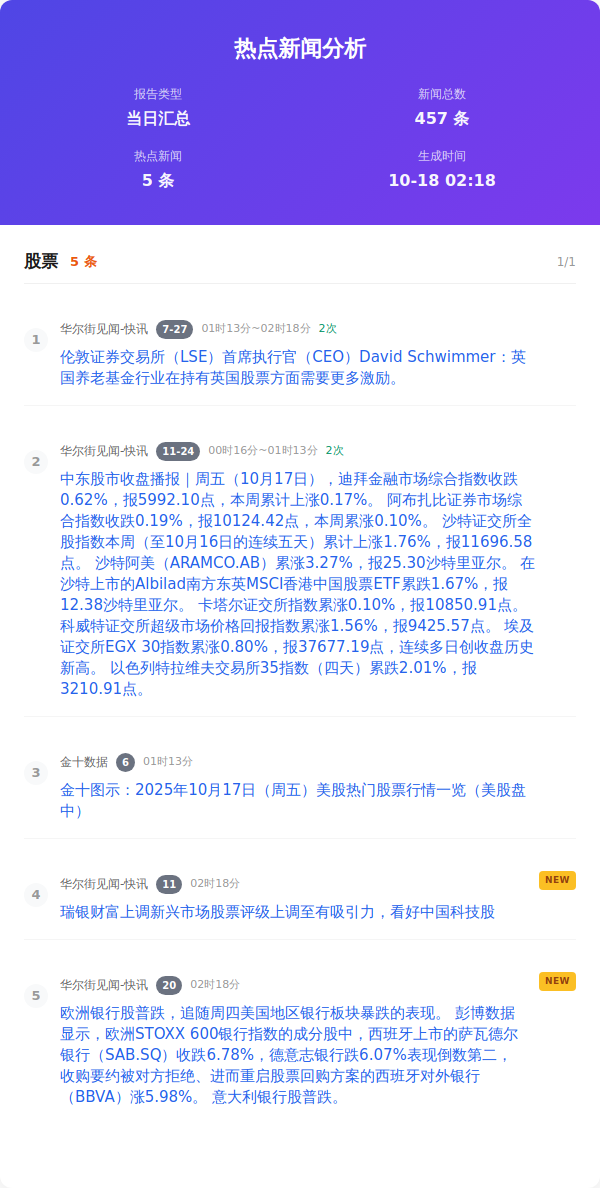 热点新闻分析
报告类型
新闻总数
当日汇总
457 条
热点新闻
生成时间
5 条
10-18 02:18
股票 5 条 1/1
1 华尔街见闻-快讯 7-27 01时13分~02时18分 2次
伦敦证券交易所（LSE）首席执行官（CEO）David Schwimmer：英
国养老基金行业在持有英国股票方面需要更多激励。
2 华尔街见闻-快讯 11-24 00时16分~01时13分 2次
中东股市收盘播报｜周五（10月17日），迪拜金融市场综合指数收跌
0.62%，报5992.10点，本周累计上涨0.17%。 阿布扎比证券市场综
合指数收跌0.19%，报10124.42点，本周累涨0.10%。 沙特证交所全
股指数本周（至10月16日的连续五天）累计上涨1.76%，报11696.58
点。 沙特阿美（ARAMCO.AB）累涨3.27%，报25.30沙特里亚尔。 在
沙特上市的Albilad南方东英MSCI香港中国股票ETF累跌1.67%，报
12.38沙特里亚尔。 卡塔尔证交所指数累涨0.10%，报10850.91点。
科威特证交所超级市场价格回报指数累涨1.56%，报9425.57点。 埃及
证交所EGX 30指数累涨0.80%，报37677.19点，连续多日创收盘历史
新高。 以色列特拉维夫交易所35指数（四天）累跌2.01%，报
3210.91点。
3 金十数据 6 01时13分
金十图示：2025年10月17日（周五）美股热门股票行情一览（美股盘
中）
4 华尔街见闻-快讯 11 02时18分 NEW
瑞银财富上调新兴市场股票评级上调至有吸引力，看好中国科技股
5 华尔街见闻-快讯 20 02时18分 NEW
欧洲银行股普跌，追随周四美国地区银行板块暴跌的表现。 彭博数据
显示，欧洲STOXX 600银行指数的成分股中，西班牙上市的萨瓦德尔
银行（SAB.SQ）收跌6.78%，德意志银行跌6.07%表现倒数第二，
收购要约被对方拒绝、进而重启股票回购方案的西班牙对外银行
（BBVA）涨5.98%。 意大利银行股普跌。